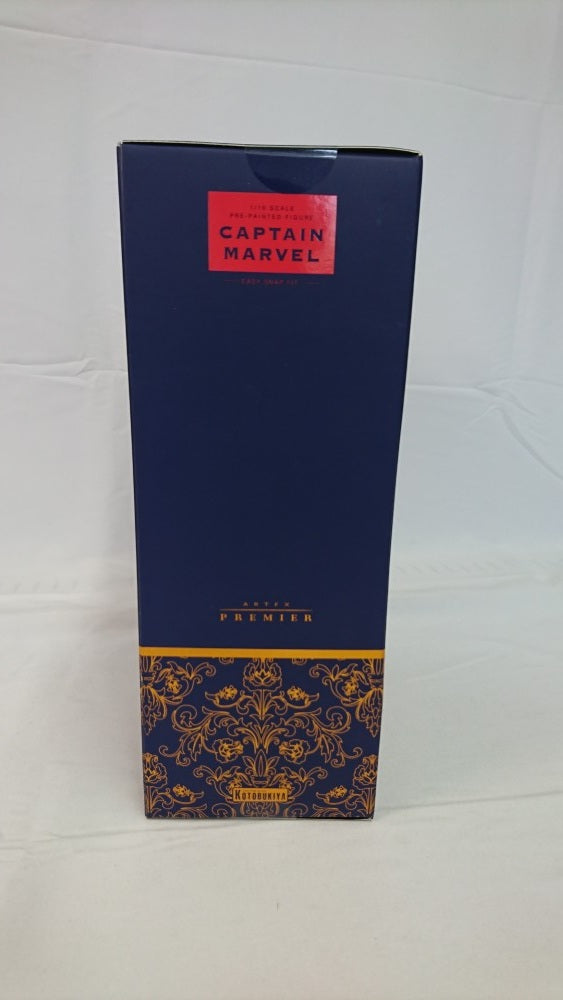 1/10 SCALE
PRE-PAINTED FIGURE
CAPTAIN
MARVEL
EASY SNAP FIT
ARTFX
PREMIER
KOTOBUKIYA